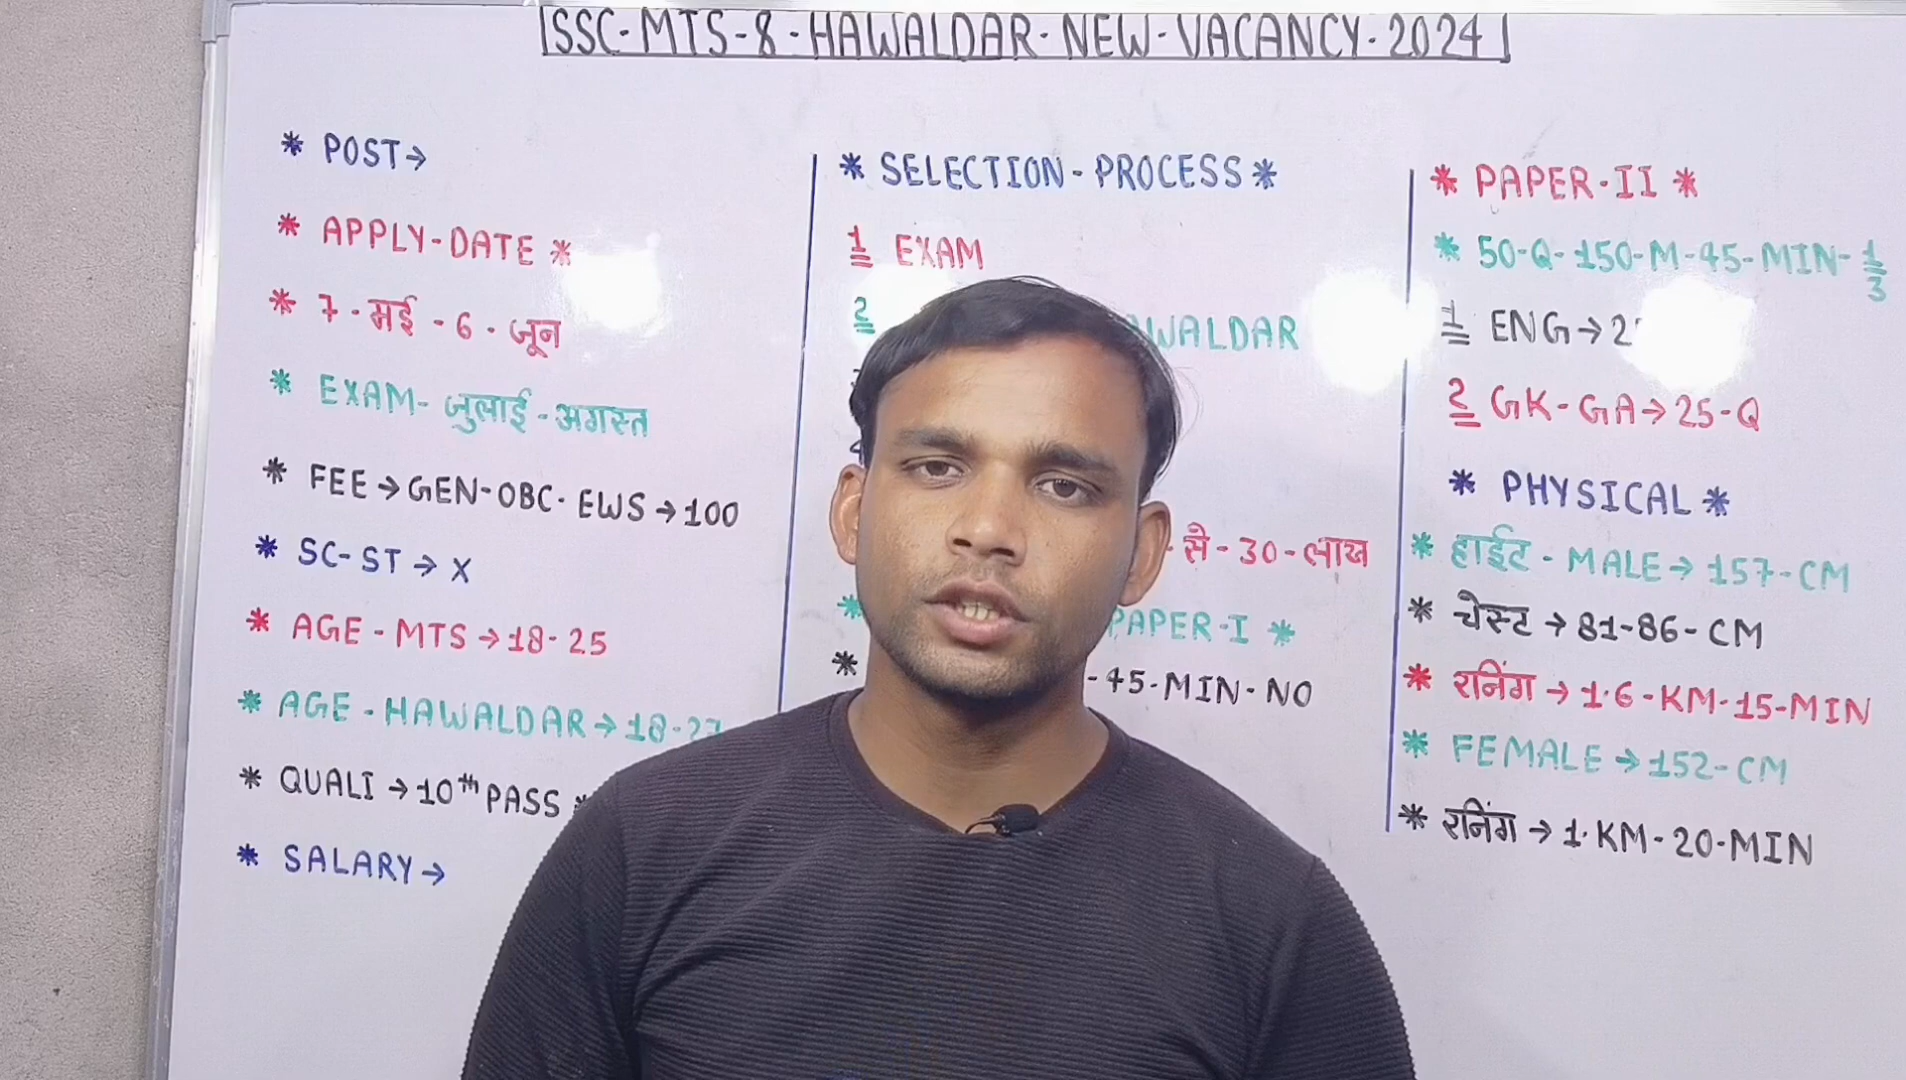 SSC-MTS-8-HAWALDAR-NEW-VACANCY-2024
* POST→
* APPLY-DATE *
* 7-मई-6-जून
* EXAM-जुलाई-अगस्त
* FEE→GEN-OBC-EWS→100
* SC-ST→X
* AGE-MTS→18-25
* AGE-HAWALDAR→18-27
* QUALI→10th PASS *
* SALARY→
* SELECTION-PROCESS *
1 EXAM
2 WALDAR
से-30-लाख
* PAPER-I *
* -45-MIN-NO
* PAPER-II *
* 50-Q-150-M-45-MIN-1/3
1 ENG→2
2 GK-GA→25-Q
* PHYSICAL *
* हाईट-MALE→157-CM
* चेस्ट→81-86-CM
* रनिंग→1.6-KM-15-MIN
* FEMALE→152-CM
* रनिंग→1.KM-20-MIN